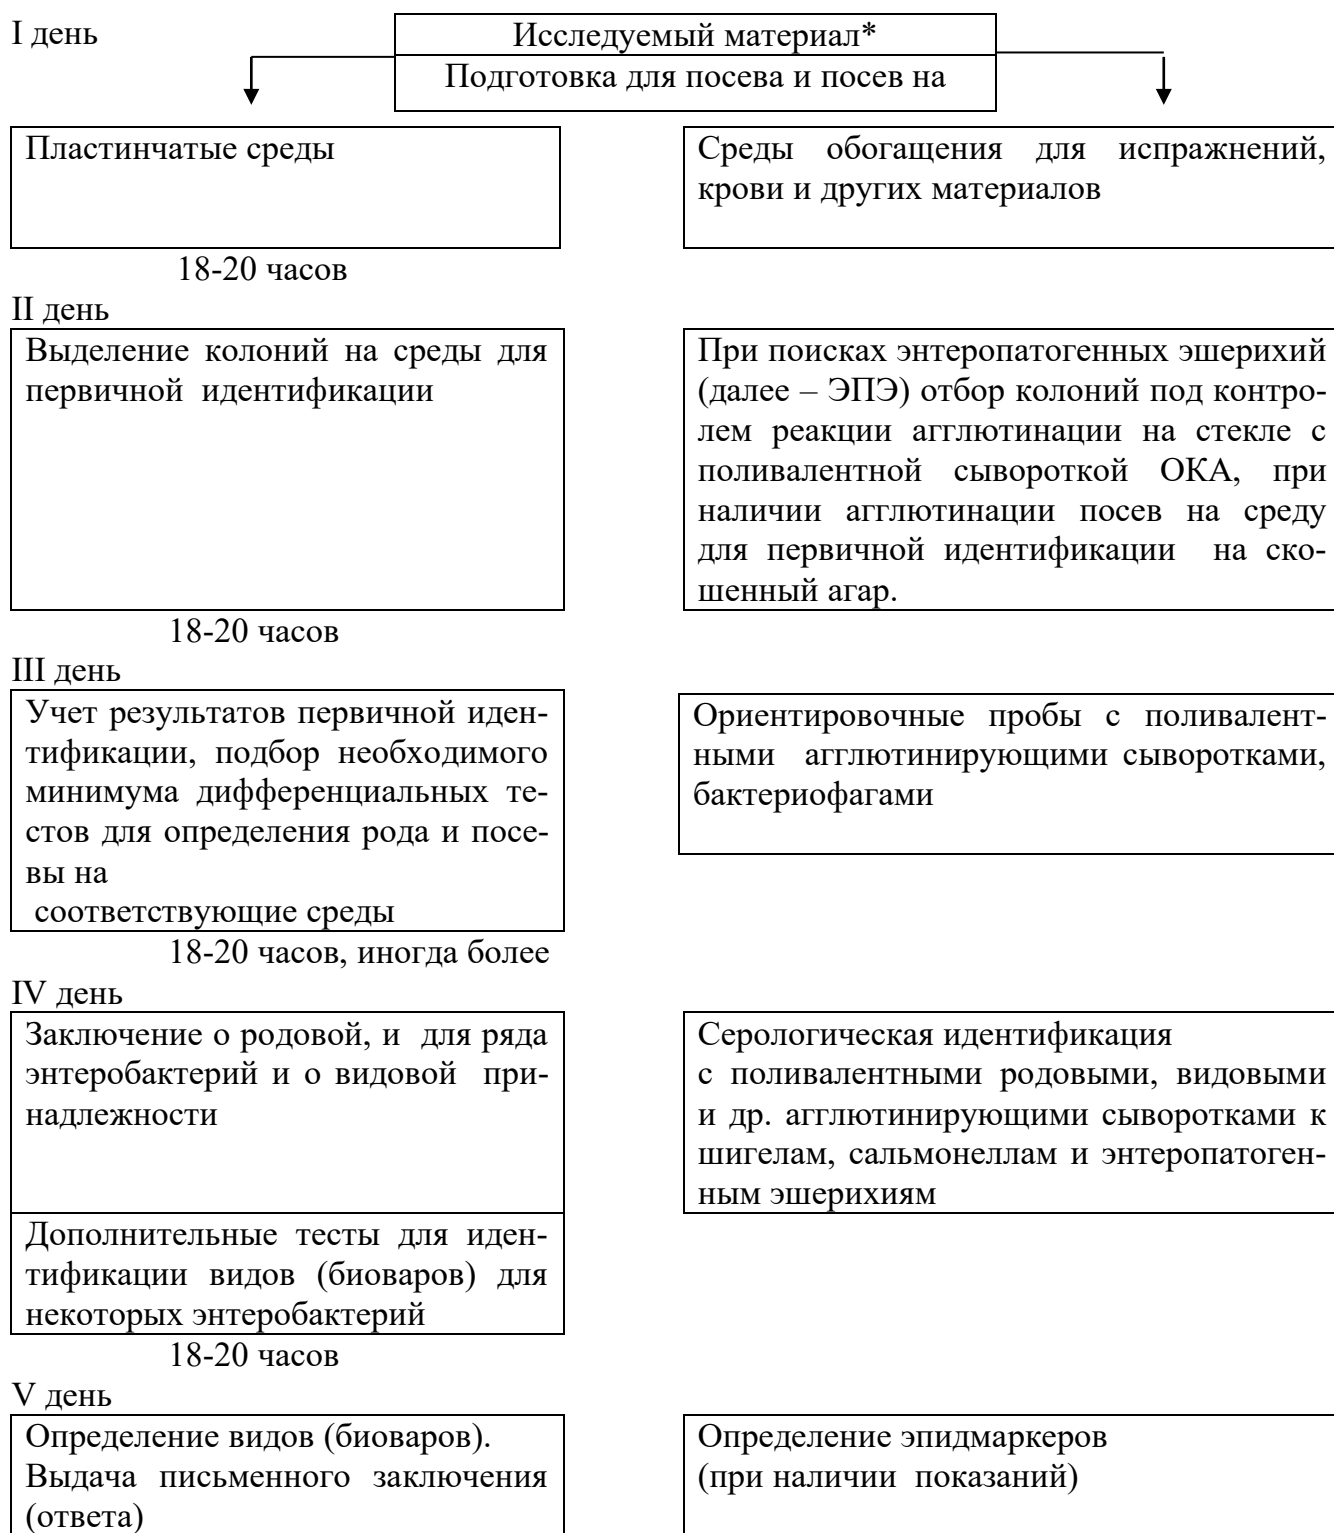 I день
Исследуемый материал*
Подготовка для посева и посев на
Пластинчатые среды
Среды обогащения для испражнений,
крови и других материалов
18-20 часов
II день
Выделение колоний на среды для
первичной идентификации
При поисках энтеропатогенных эшерихий
(далее – ЭПЭ) отбор колоний под контро-
лем реакции агглютинации на стекле с
поливалентной сывороткой ОКА, при
наличии агглютинации посев на среду
для первичной идентификации на ско-
шенный агар.
18-20 часов
III день
Учет результатов первичной иден-
тификации, подбор необходимого
минимума дифференциальных те-
стов для определения рода и посе-
вы на
соответствующие среды
Ориентировочные пробы с поливалент-
ными агглютинирующими сыворотками,
бактериофагами
18-20 часов, иногда более
IV день
Заключение о родовой, и для ряда
энтеробактерий и о видовой при-
надлежности
Серологическая идентификация
с поливалентными родовыми, видовыми
и др. агглютинирующими сыворотками к
шигелам, сальмонеллам и энтеропатоген-
ным эшерихиям
Дополнительные тесты для иден-
тификации видов (биоваров) для
некоторых энтеробактерий
18-20 часов
V день
Определение видов (биоваров).
Выдача письменного заключения
(ответа)
Определение эпидмаркеров
(при наличии показаний)